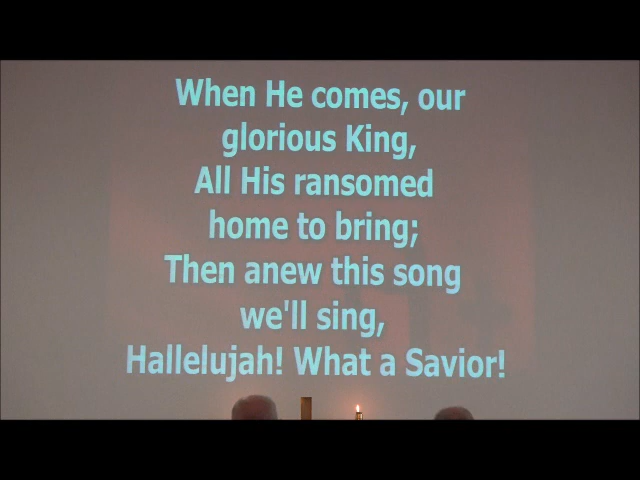 When He comes, our
glorious King,
All His ransomed
home to bring;
Then anew this song
we'll sing,
Hallelujah! What a Savior!